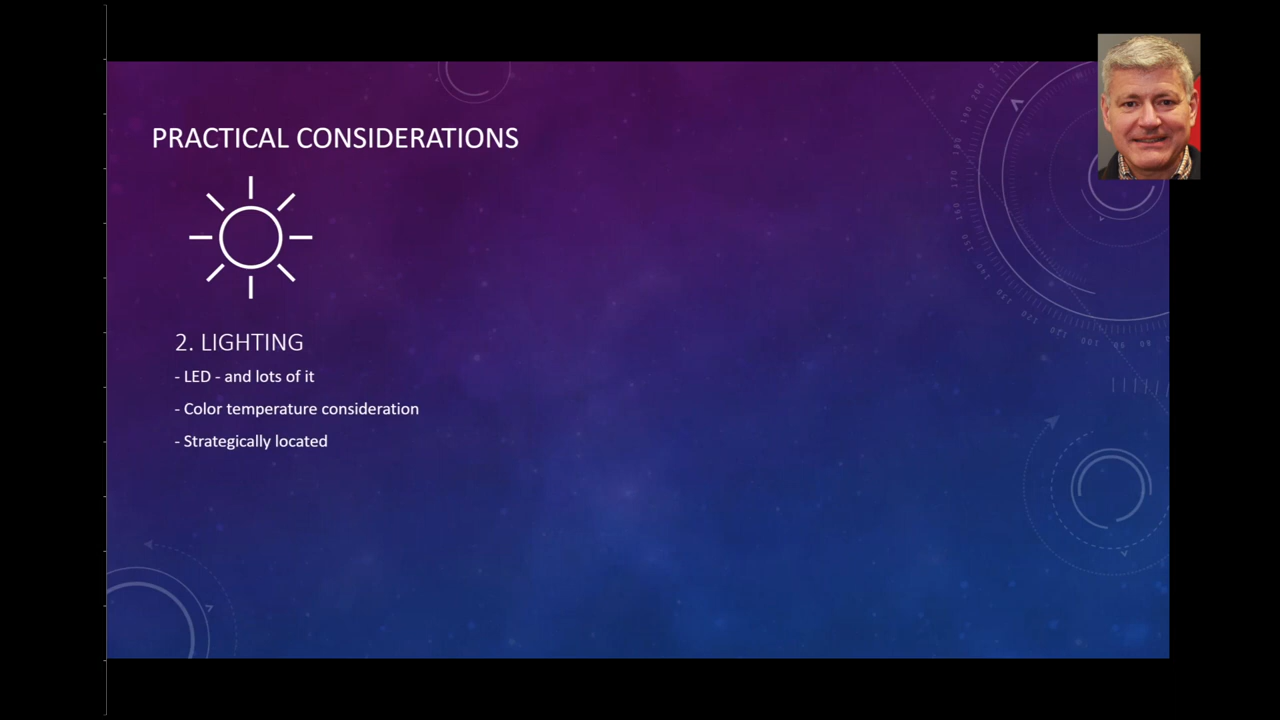 PRACTICAL CONSIDERATIONS
2. LIGHTING
- LED - and lots of it
- Color temperature consideration
- Strategically located